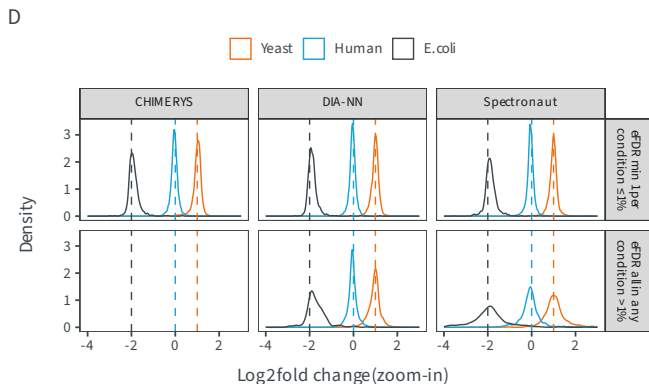 D
Yeast Human E.coli
CHIMERYS DIA-NN Spectronaut
3
2
1
0
eFDR min 1per
condition ≤1%
Density
3
2
1
0
eFDR all in any
condition >1%
-4 -2 0 2 -4 -2 0 2 -4 -2 0 2
Log2fold change(zoom-in)